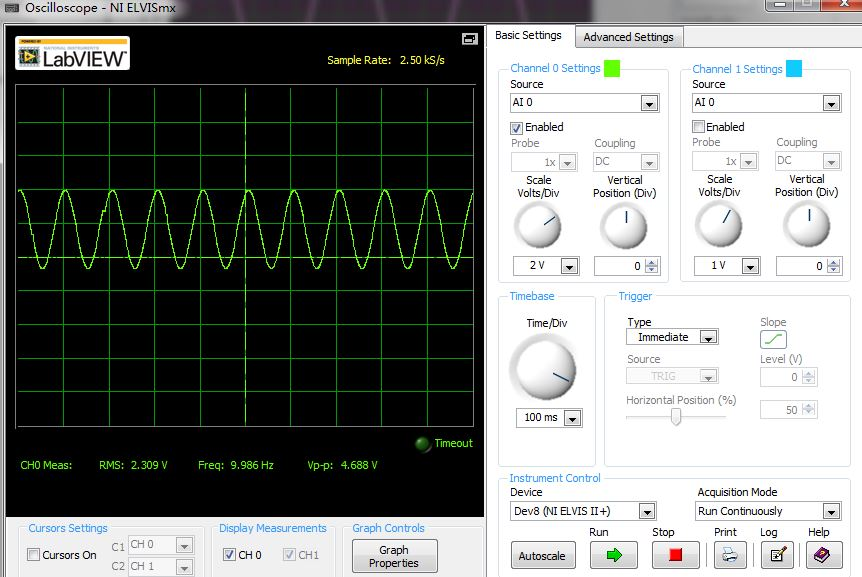 Oscilloscope - NI ELVISmx
POWERED BY
NATIONAL INSTRUMENTS
LabVIEW™
Sample Rate: 2.50 kS/s
Timeout
CH0 Meas: RMS: 2.309 V Freq: 9.986 Hz Vp-p: 4.688 V
Cursors Settings
Cursors On
C1 CH 0
C2 CH 1
Display Measurements
CH 0 CH1
Graph Controls
Graph
Properties
Basic Settings Advanced Settings
Channel 0 Settings
Source
AI 0
Enabled
Probe Coupling
1x DC
Scale
Volts/Div
Vertical
Position (Div)
2 V 0
Channel 1 Settings
Source
AI 0
Enabled
Probe Coupling
1x DC
Scale
Volts/Div
Vertical
Position (Div)
1 V 0
Timebase
Time/Div
100 ms
Trigger
Type
Immediate
Slope
Source
TRIG
Level (V)
0
Horizontal Position (%)
50
Instrument Control
Device
Dev8 (NI ELVIS II+)
Acquisition Mode
Run Continuously
Run Stop Print Log Help
Autoscale